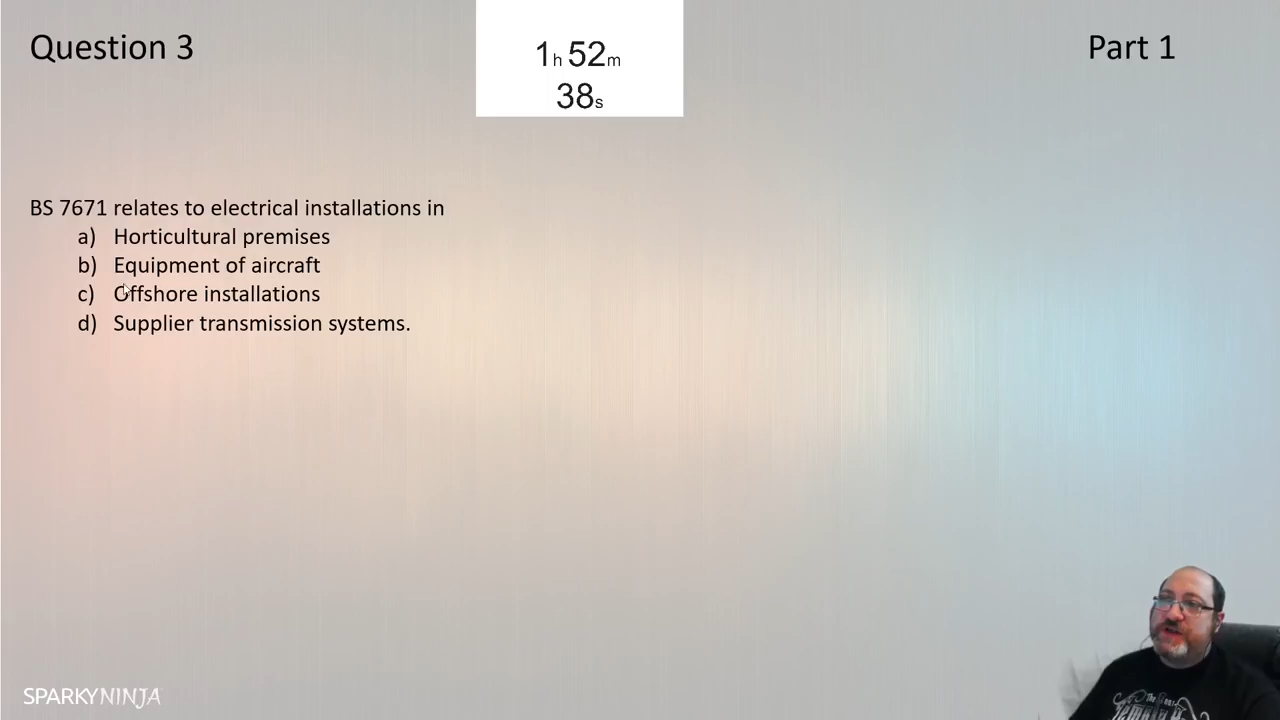 Question 3
1h 52m
38s
Part 1
BS 7671 relates to electrical installations in
a) Horticultural premises
b) Equipment of aircraft
c) Offshore installations
d) Supplier transmission systems.
SPARKYNINJA